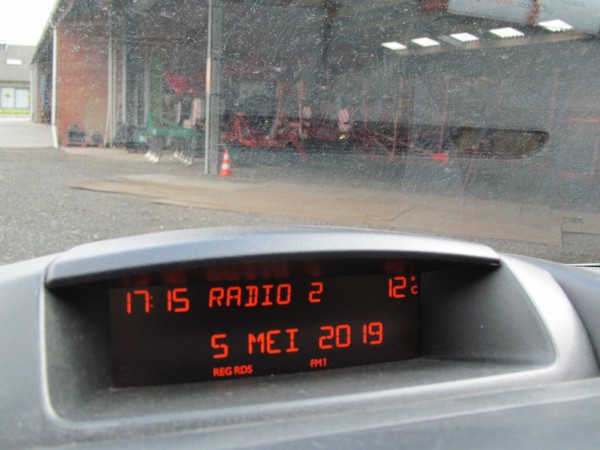 17:15 RADIO 2 12°C
5 MEI 2019
REG RDS FM1